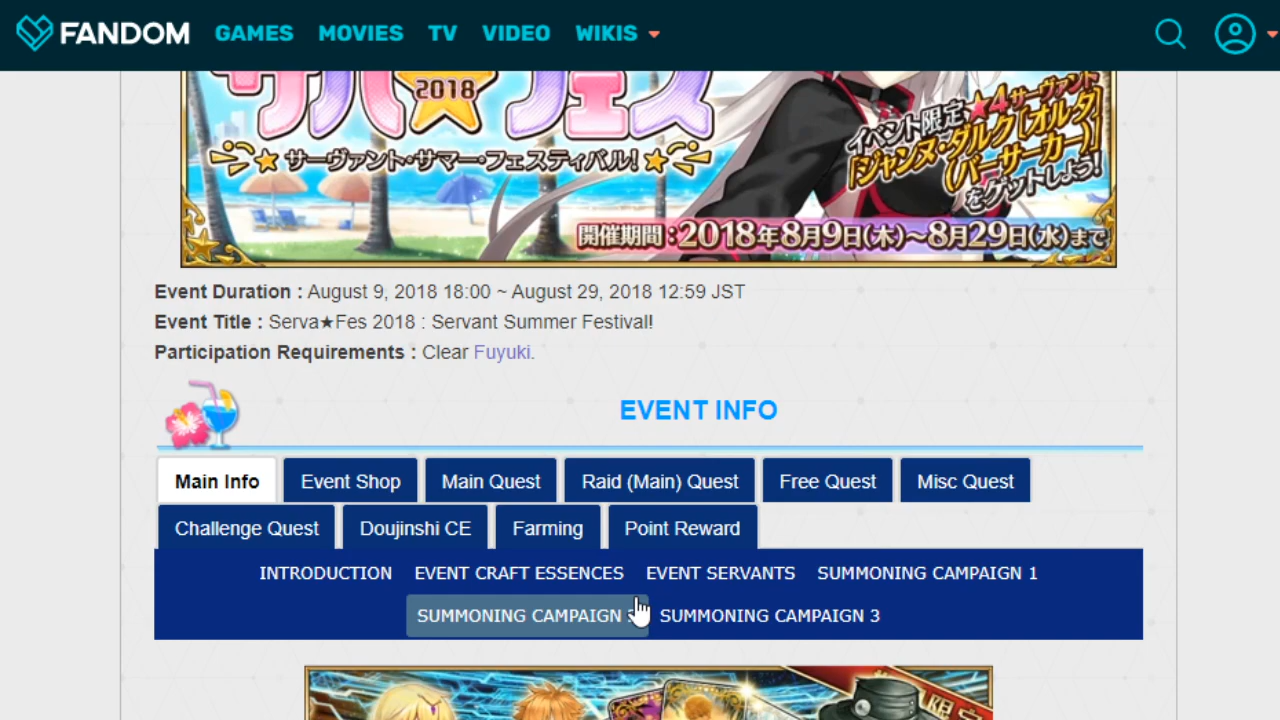 FANDOM GAMES MOVIES TV VIDEO WIKIS
サバ★フェス
2018
サーヴァント・サマー・フェスティバル!
イベント限定★4サーヴァント
「ジャンヌ・ダルク〔オルタ〕
(バーサーカー)」
をゲットしよう!
開催期間:2018年8月9日(木)~8月29日(水)まで
Event Duration : August 9, 2018 18:00 ~ August 29, 2018 12:59 JST
Event Title : Serva★Fes 2018 : Servant Summer Festival!
Participation Requirements : Clear Fuyuki.
EVENT INFO
Main Info Event Shop Main Quest Raid (Main) Quest Free Quest Misc Quest
Challenge Quest Doujinshi CE Farming Point Reward
INTRODUCTION EVENT CRAFT ESSENCES EVENT SERVANTS SUMMONING CAMPAIGN 1
SUMMONING CAMPAIGN SUMMONING CAMPAIGN 3